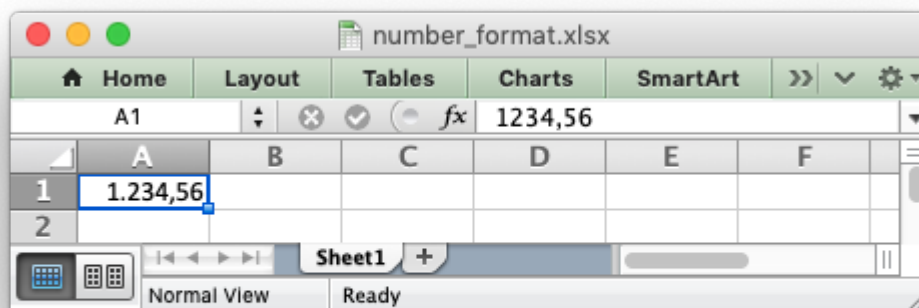 number_format.xlsx
Home Layout Tables Charts SmartArt
A1 fx 1234,56
A B C D E F
1 1.234,56
2
Sheet1 +
Normal View Ready